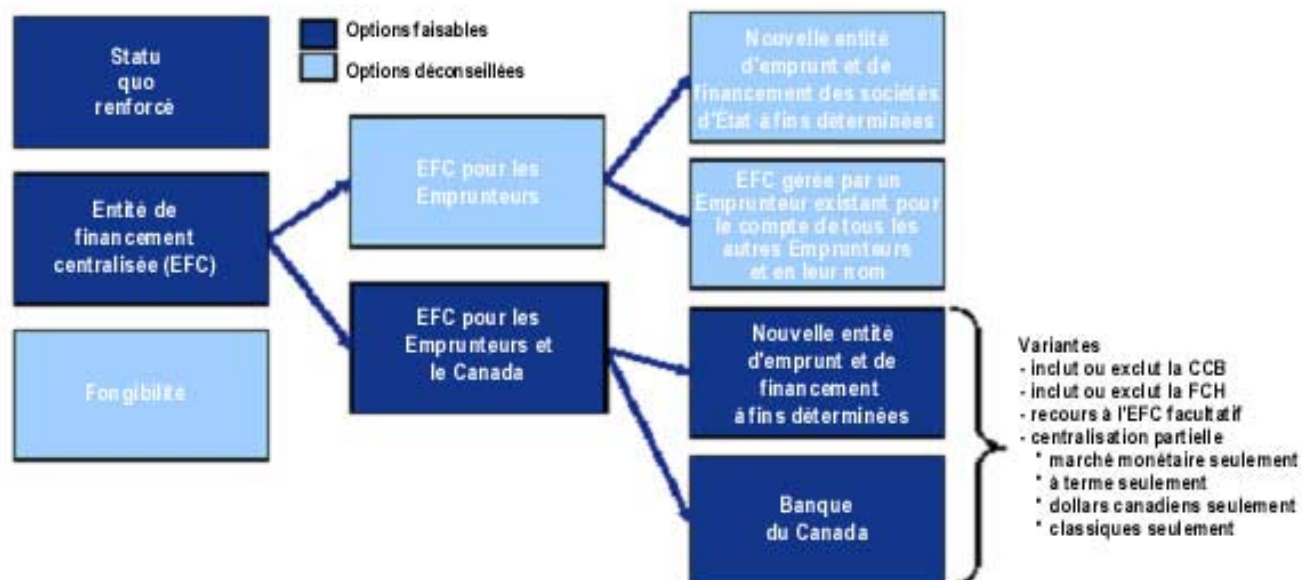 Statu
quo
renforcé
Options faisables
Options déconseillées
Entité de
financement
centralisée (EFC)
Fongibilité
EFC pour les
Emprunteurs
EFC pour les
Emprunteurs et
le Canada
Nouvelle entité
d'emprunt et de
financement des sociétés
d'État à fins déterminées
EFC gérée par un
Emprunteur existant pour
le compte de tous les
autres Emprunteurs
et en leur nom
Nouvelle entité
d'emprunt et de
financement
à fins déterminées
Banque
du Canada
Variantes
- inclut ou exclut la CCB
- inclut ou exclut la FCH
- recours à l'EFC facultatif
- centralisation partielle
* marché monétaire seulement
* à terme seulement
* dollars canadiens seulement
* classiques seulement